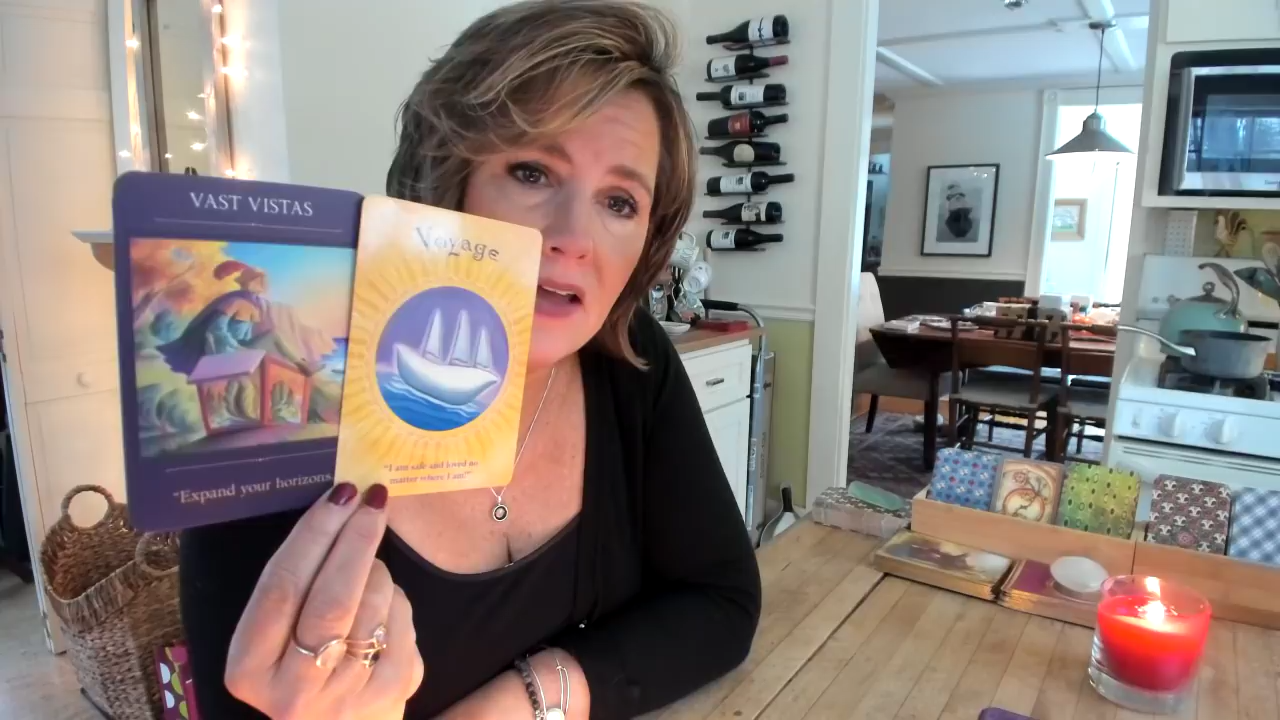 VAST VISTAS
"Expand your horizons.
Voyage
"I am safe and loved no
matter where I am!"